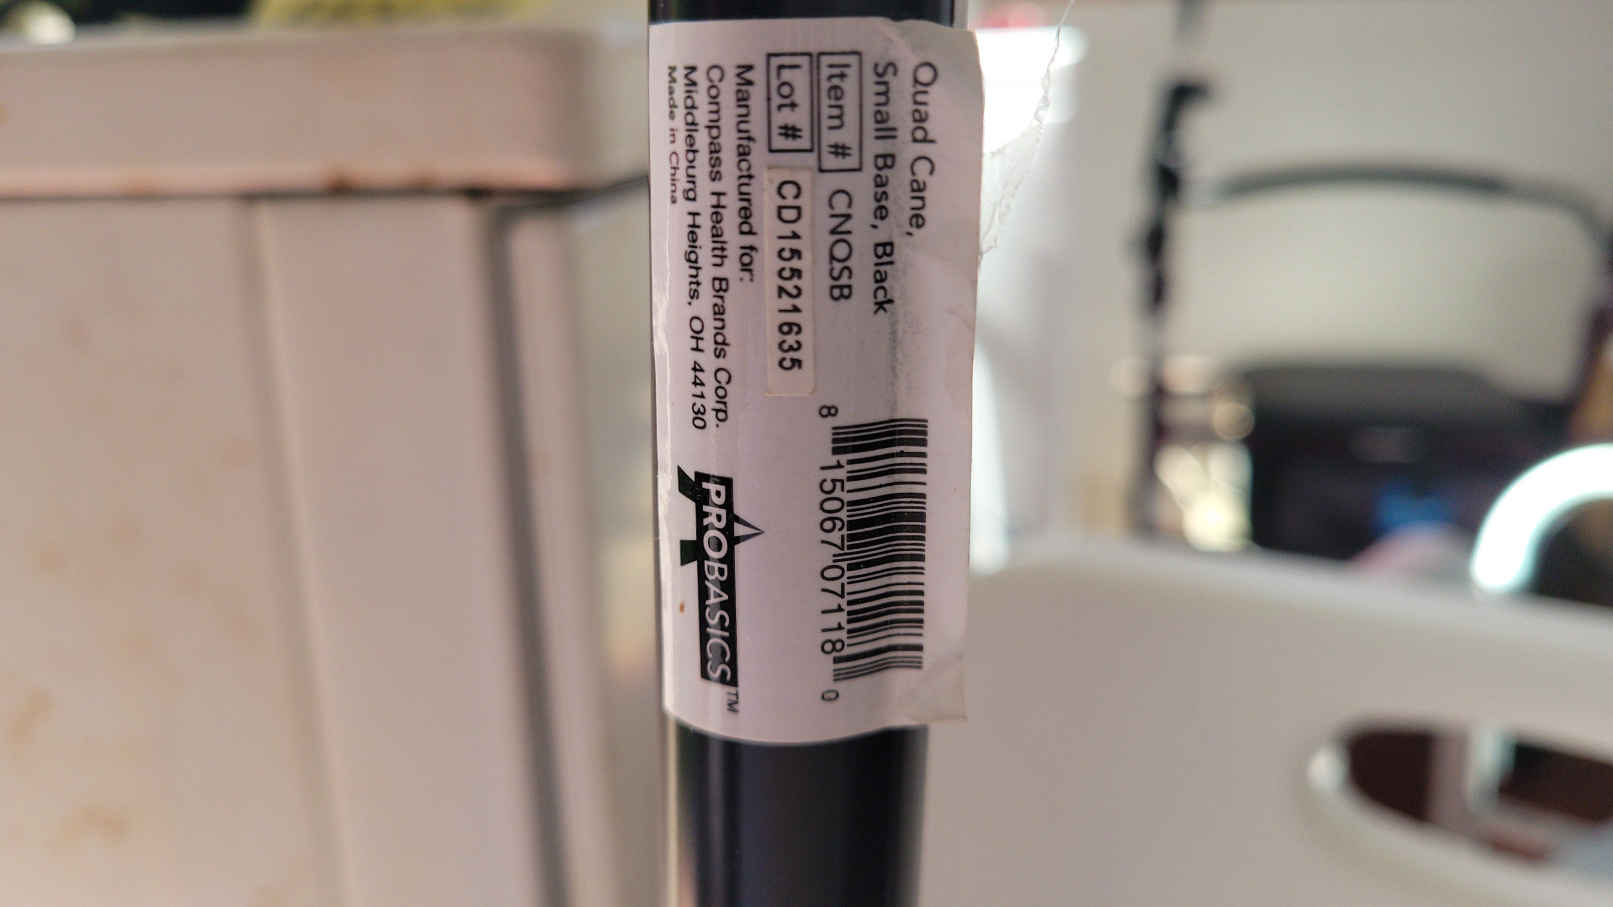 Quad Cane,
Small Base, Black
Item # CNQSB
Lot # CD15521635
Manufactured for:
Compass Health Brands Corp.
Middleburg Heights, OH 44130
Made in China
8 15067 07118 0
PROBASICS™